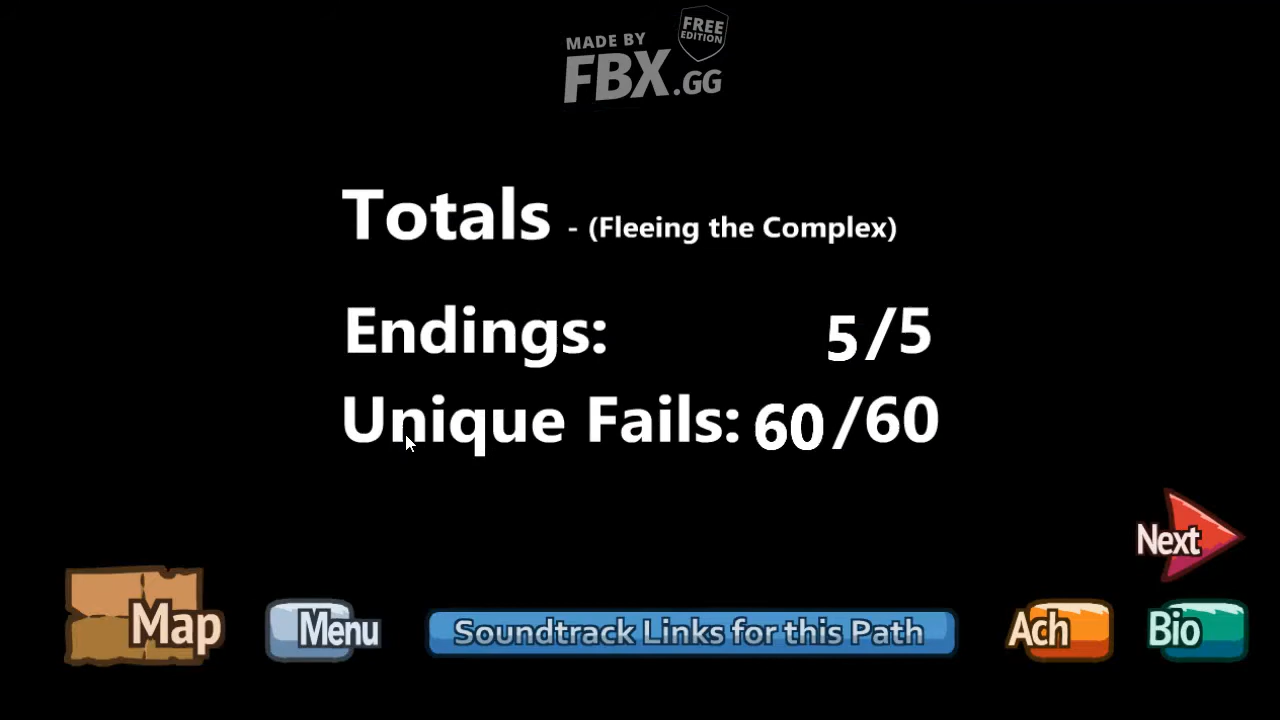 MADE BY
FREE
EDITION
FBX.GG
Totals - (Fleeing the Complex)
Endings: 5/5
Unique Fails: 60/60
Next
Map
Menu
Soundtrack Links for this Path
Ach
Bio